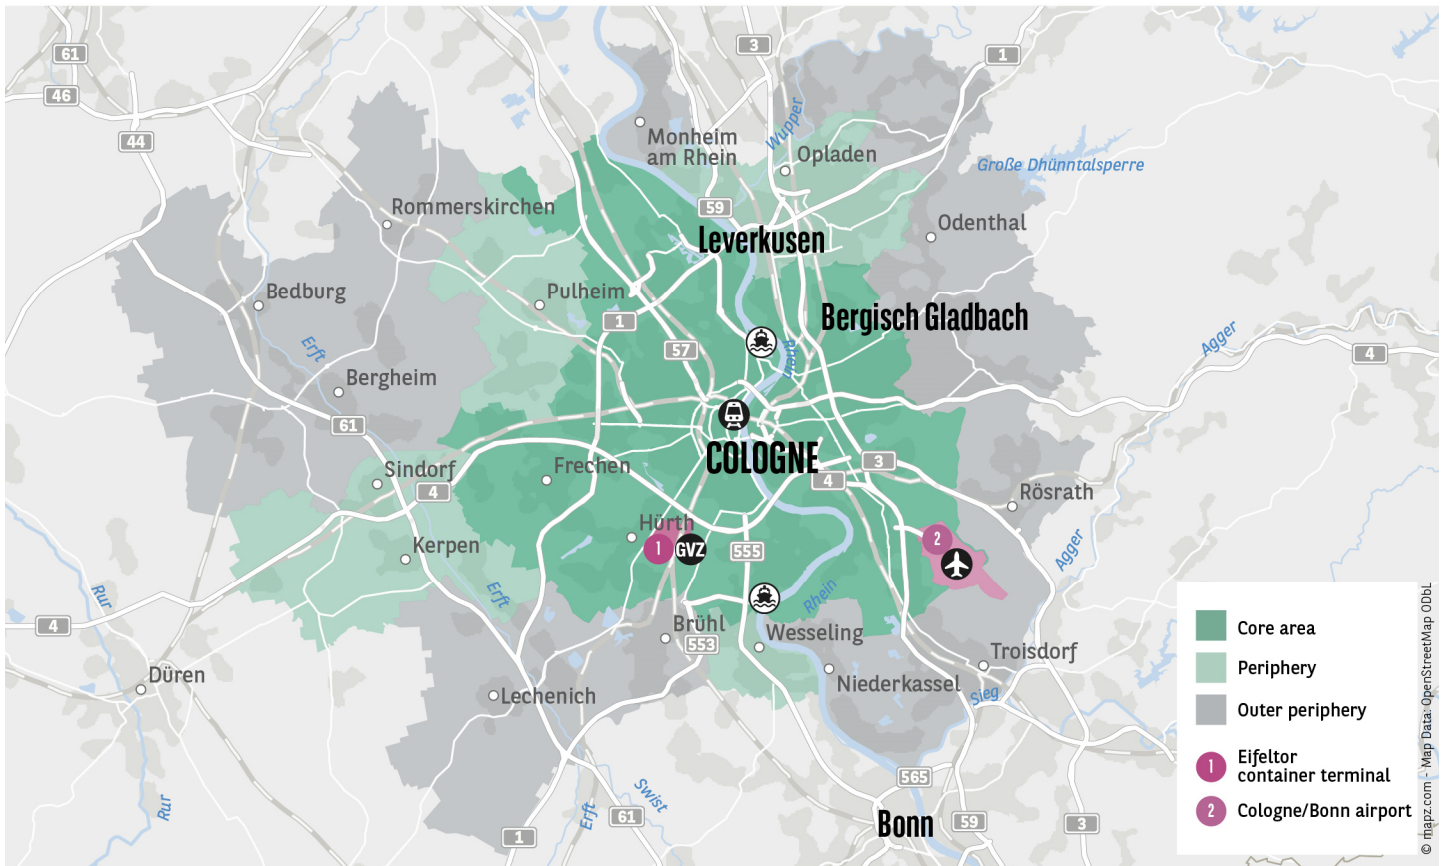 61
3
1
46
44
Monheim
am Rhein
Wupper
Opladen
Große Dhünntalsperre
Rommerskirchen
59
Odenthal
Leverkusen
Bedburg
Pulheim
Bergisch Gladbach
1
57
Rhein
Agger
4
Erft
Bergheim
61
COLOGNE
Sindorf
Frechen
3
4
4
Rösrath
Hürth
1
GVZ
555
2
Kerpen
Agger
Rur
Erft
Rhein
4
Brühl
553
Wesseling
Troisdorf
Düren
Niederkassel
Sieg
Lechenich
565
Rur
Erft
Swist
61
1
Bonn
59
3
Core area
Periphery
Outer periphery
1
Eifeltor
container terminal
2
Cologne/Bonn airport
© mapz.com - Map Data: OpenStreetMap ODbL